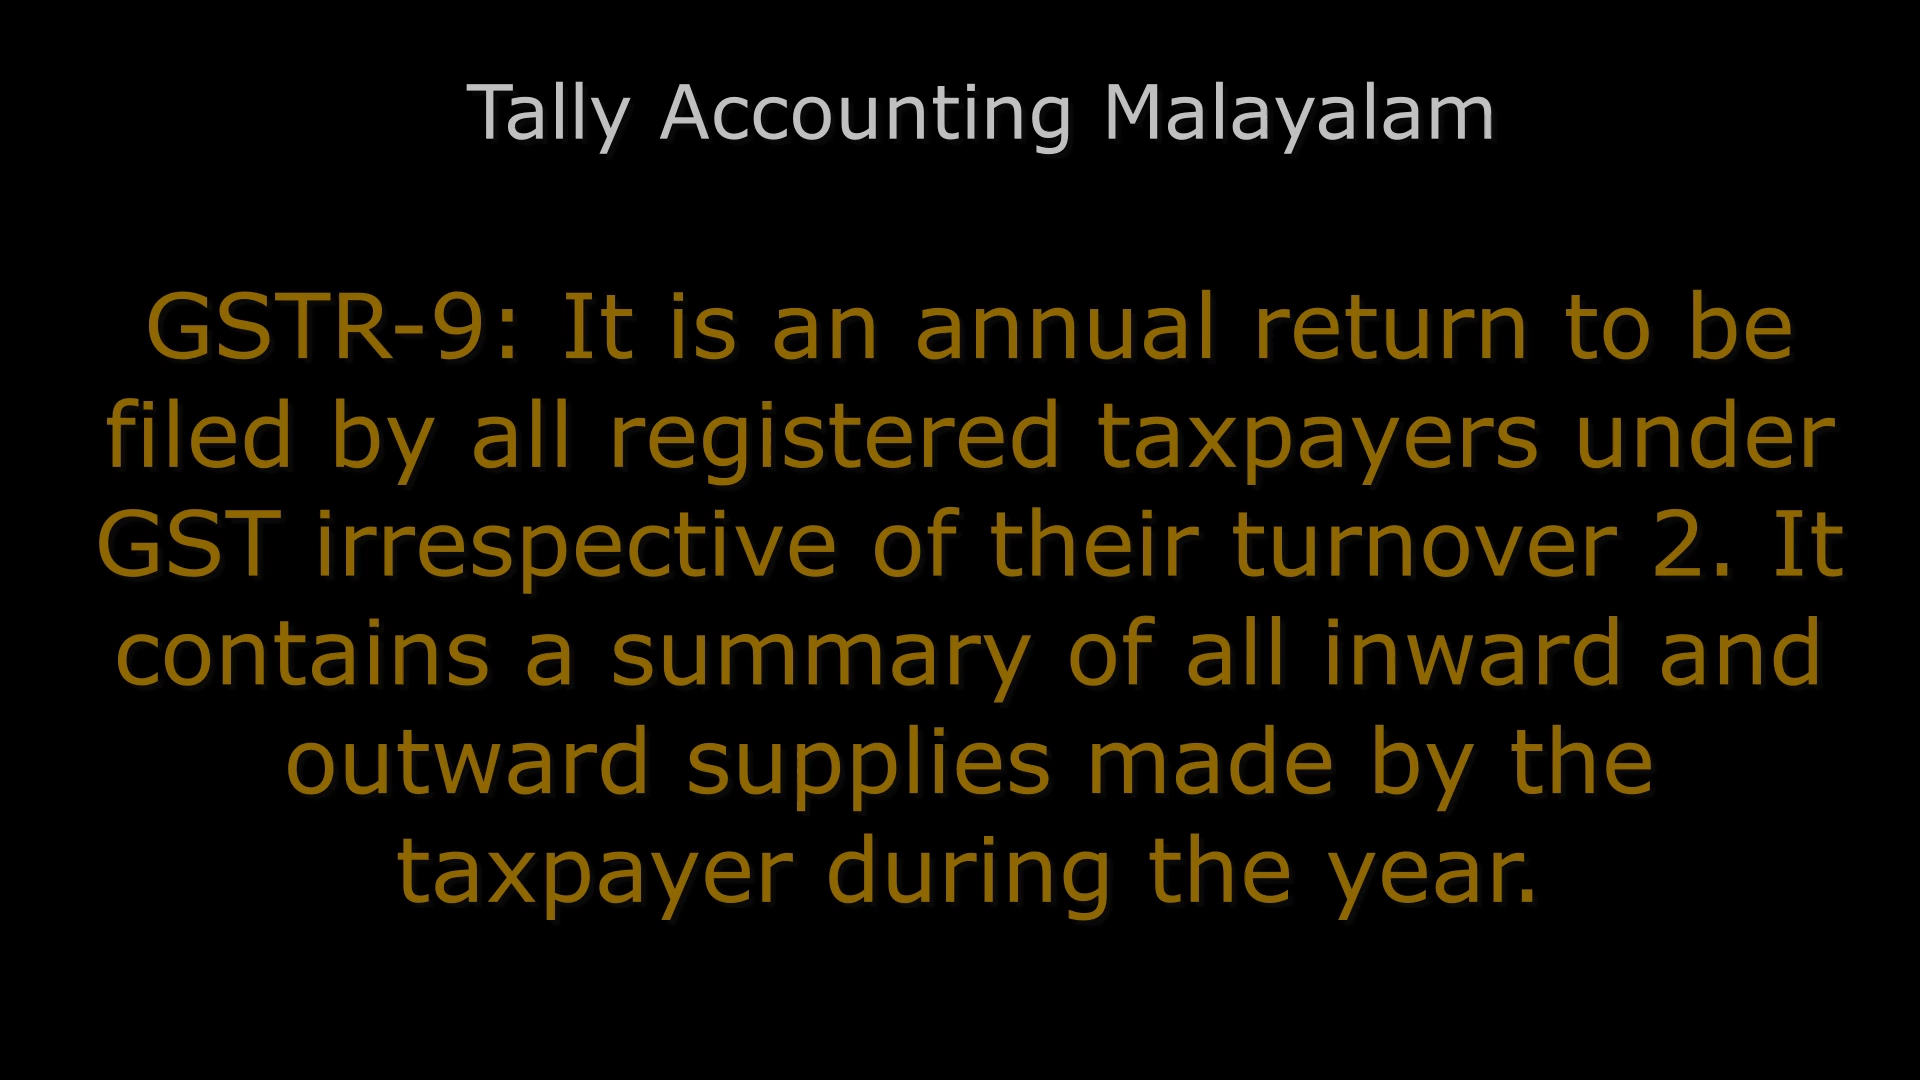 Tally Accounting Malayalam
GSTR-9: It is an annual return to be
filed by all registered taxpayers under
GST irrespective of their turnover 2. It
contains a summary of all inward and
outward supplies made by the
taxpayer during the year.